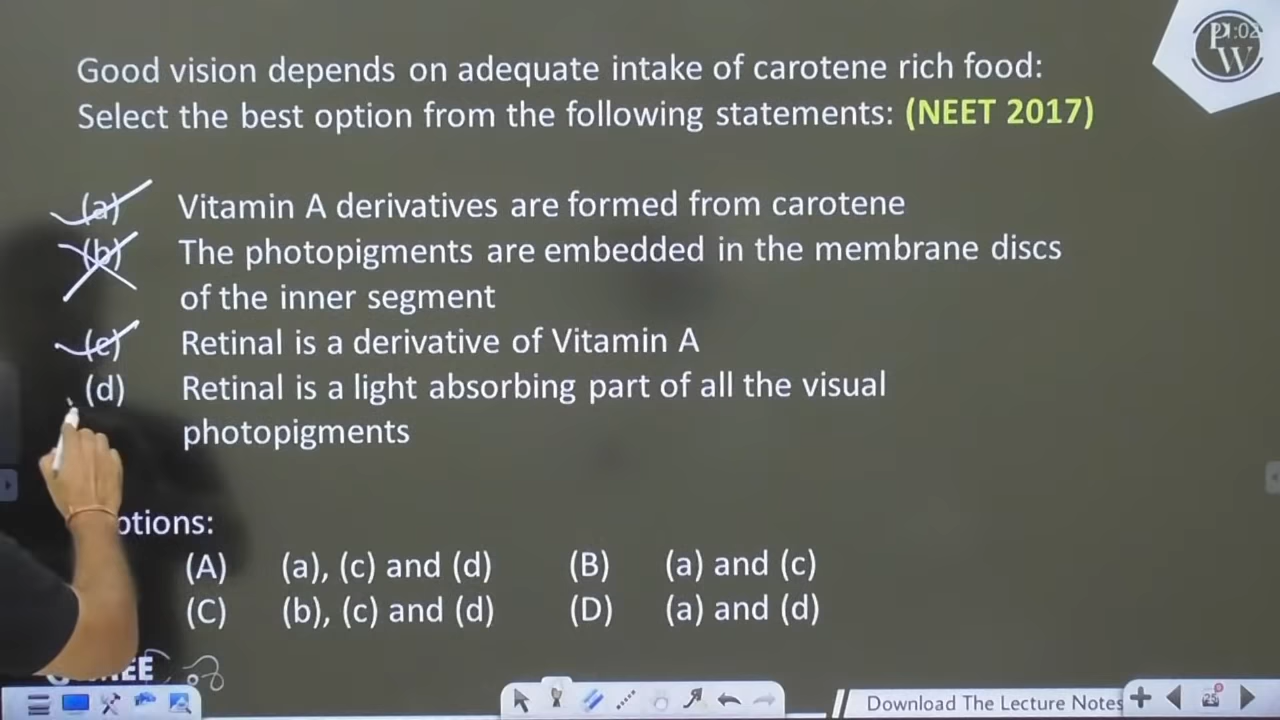 Good vision depends on adequate intake of carotene rich food:
Select the best option from the following statements: (NEET 2017)
(a) Vitamin A derivatives are formed from carotene
(b) The photopigments are embedded in the membrane discs
of the inner segment
(c) Retinal is a derivative of Vitamin A
(d) Retinal is a light absorbing part of all the visual
photopigments
ptions:
(A) (a), (c) and (d) (B) (a) and (c)
(C) (b), (c) and (d) (D) (a) and (d)
Download The Lecture Notes